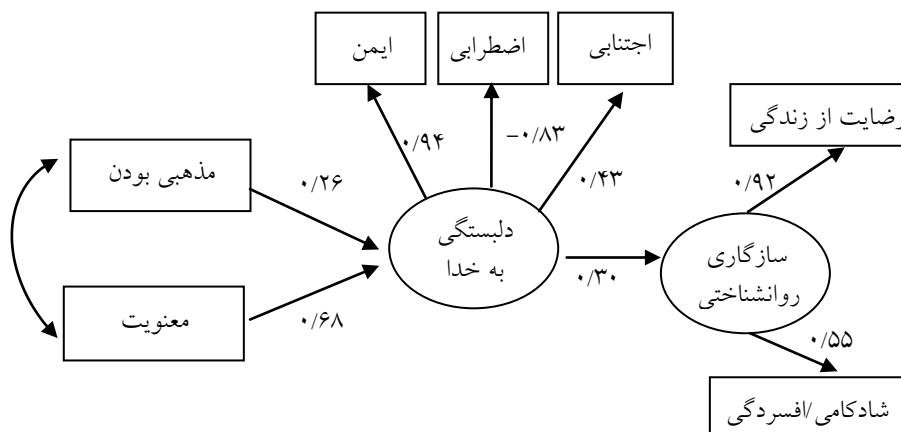 ایمن
اضطرابی
اجتنابی
رضایت از زندگی
۰/۹۴
−۰/۸۳
۰/۴۳
۰/۹۲
مذهبی بودن
۰/۲۶
دلبستگی
به خدا
سازگاری
روانشناختی
۰/۳۰
معنویت
۰/۶۸
۰/۵۵
شادکامی/افسردگی